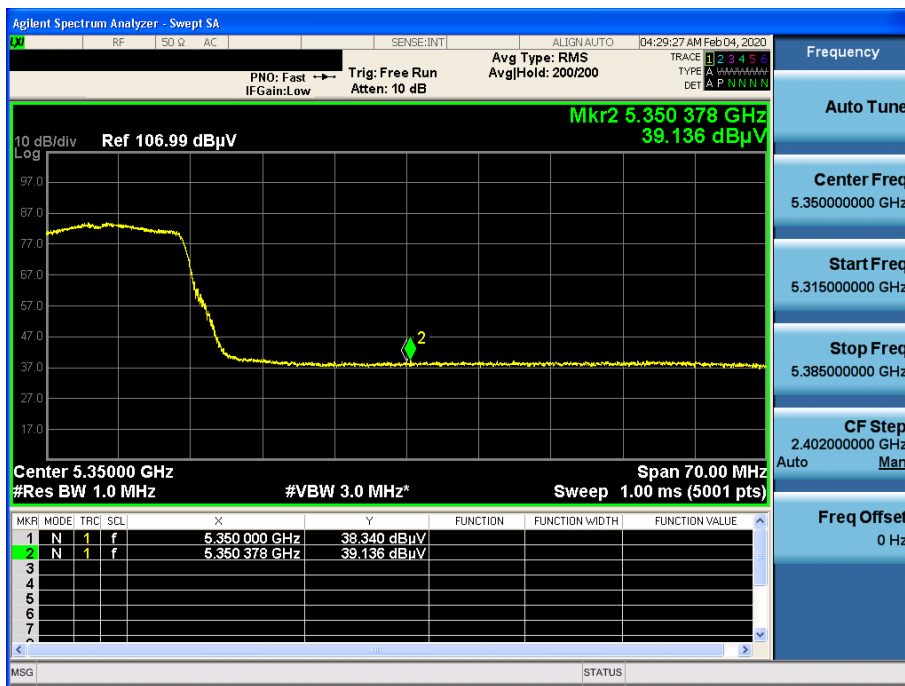 Agilent Spectrum Analyzer - Swept SA
LXI RF 50 Ω AC SENSE:INT ALIGN AUTO 04:29:27 AM Feb 04, 2020
PNO: Fast
IFGain:Low
Trig: Free Run
Atten: 10 dB
Avg Type: RMS
Avg|Hold: 200/200
TRACE 1 2 3 4 5 6
TYPE A WWWWW
DET A P N N N N
Mkr2 5.350 378 GHz
39.136 dBµV
10 dB/div Ref 106.99 dBµV
Log
97.0
87.0
77.0
67.0
57.0
47.0
37.0
27.0
17.0
2
Center 5.35000 GHz Span 70.00 MHz
#Res BW 1.0 MHz #VBW 3.0 MHz* Sweep 1.00 ms (5001 pts)
MKR MODE TRC SCL X Y FUNCTION FUNCTION WIDTH FUNCTION VALUE
1 N 1 f 5.350 000 GHz 38.340 dBµV
2 N 1 f 5.350 378 GHz 39.136 dBµV
3
4
5
6
7
MSG STATUS
Frequency
Auto Tune
Center Freq
5.350000000 GHz
Start Freq
5.315000000 GHz
Stop Freq
5.385000000 GHz
CF Step
2.402000000 GHz
Auto Man
Freq Offset
0 Hz